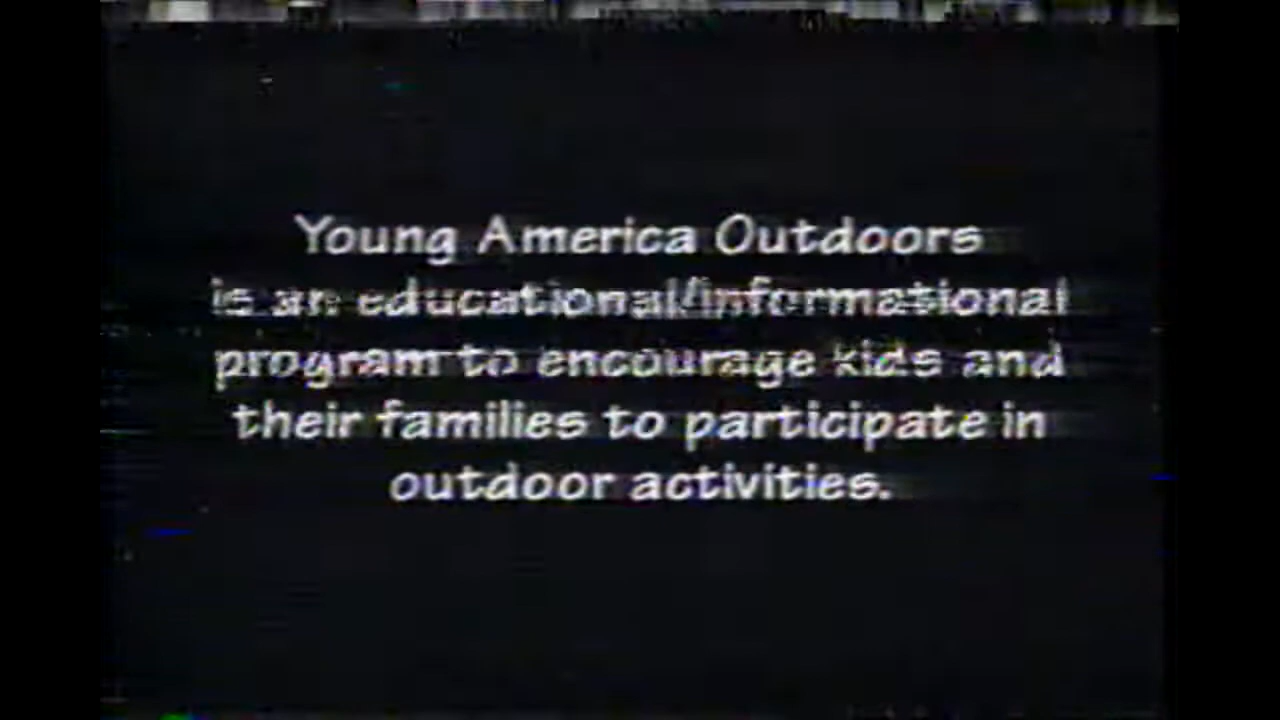 Young America Outdoors
is an educational/informational
program to encourage kids and
their families to participate in
outdoor activities.